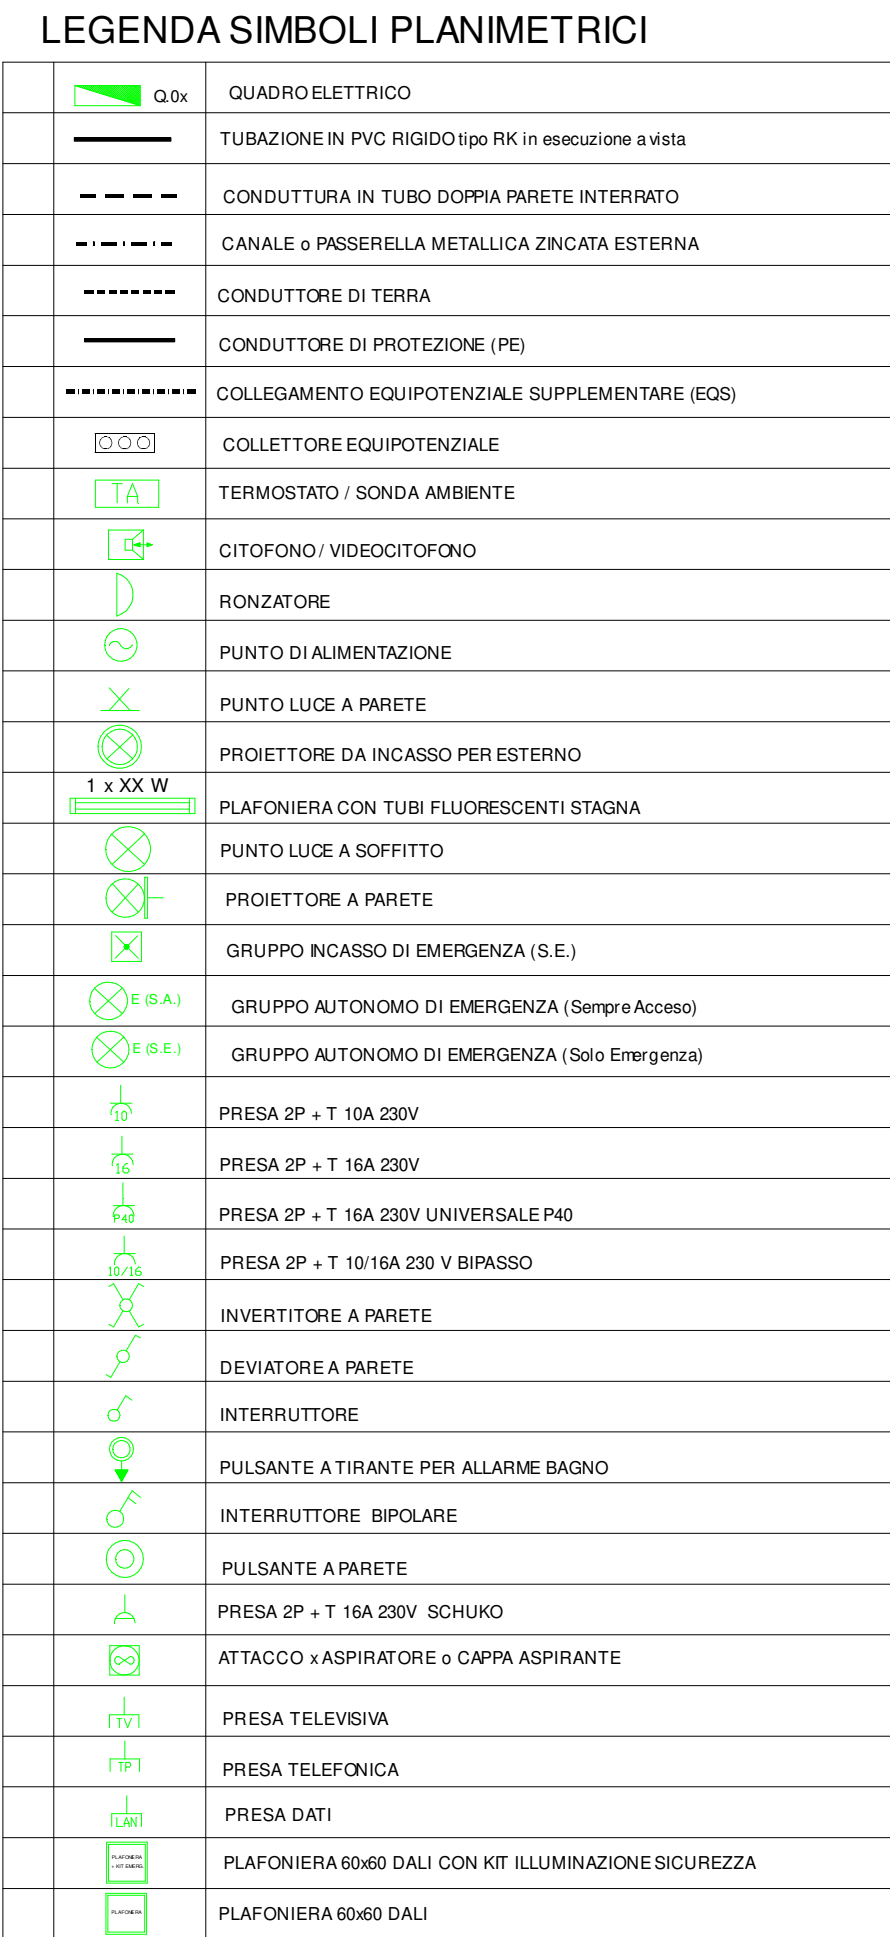 LEGENDA SIMBOLI PLANIMETRICI
Q.0x QUADRO ELETTRICO
TUBAZIONE IN PVC RIGIDO tipo RK in esecuzione a vista
CONDUTTURA IN TUBO DOPPIA PARETE INTERRATO
CANALE o PASSERELLA METALLICA ZINCATA ESTERNA
CONDUTTORE DI TERRA
CONDUTTORE DI PROTEZIONE (PE)
COLLEGAMENTO EQUIPOTENZIALE SUPPLEMENTARE (EQS)
COLLETTORE EQUIPOTENZIALE
TA TERMOSTATO / SONDA AMBIENTE
CITOFONO / VIDEOCITOFONO
RONZATORE
PUNTO DI ALIMENTAZIONE
PUNTO LUCE A PARETE
PROIETTORE DA INCASSO PER ESTERNO
1 x XX W
PLAFONIERA CON TUBI FLUORESCENTI STAGNA
PUNTO LUCE A SOFFITTO
PROIETTORE A PARETE
GRUPPO INCASSO DI EMERGENZA (S.E.)
E (S.A.) GRUPPO AUTONOMO DI EMERGENZA (Sempre Acceso)
E (S.E.) GRUPPO AUTONOMO DI EMERGENZA (Solo Emergenza)
10 PRESA 2P + T 10A 230V
16 PRESA 2P + T 16A 230V
P40 PRESA 2P + T 16A 230V UNIVERSALE P40
10/16 PRESA 2P + T 10/16A 230 V BIPASSO
INVERTITORE A PARETE
DEVIATORE A PARETE
INTERRUTTORE
PULSANTE A TIRANTE PER ALLARME BAGNO
INTERRUTTORE BIPOLARE
PULSANTE A PARETE
PRESA 2P + T 16A 230V SCHUKO
ATTACCO x ASPIRATORE o CAPPA ASPIRANTE
TV PRESA TELEVISIVA
TP PRESA TELEFONICA
LAN PRESA DATI
PLAFONIERA
+ KIT EMERG.
PLAFONIERA 60x60 DALI CON KIT ILLUMINAZIONE SICUREZZA
PLAFONIERA
PLAFONIERA 60x60 DALI